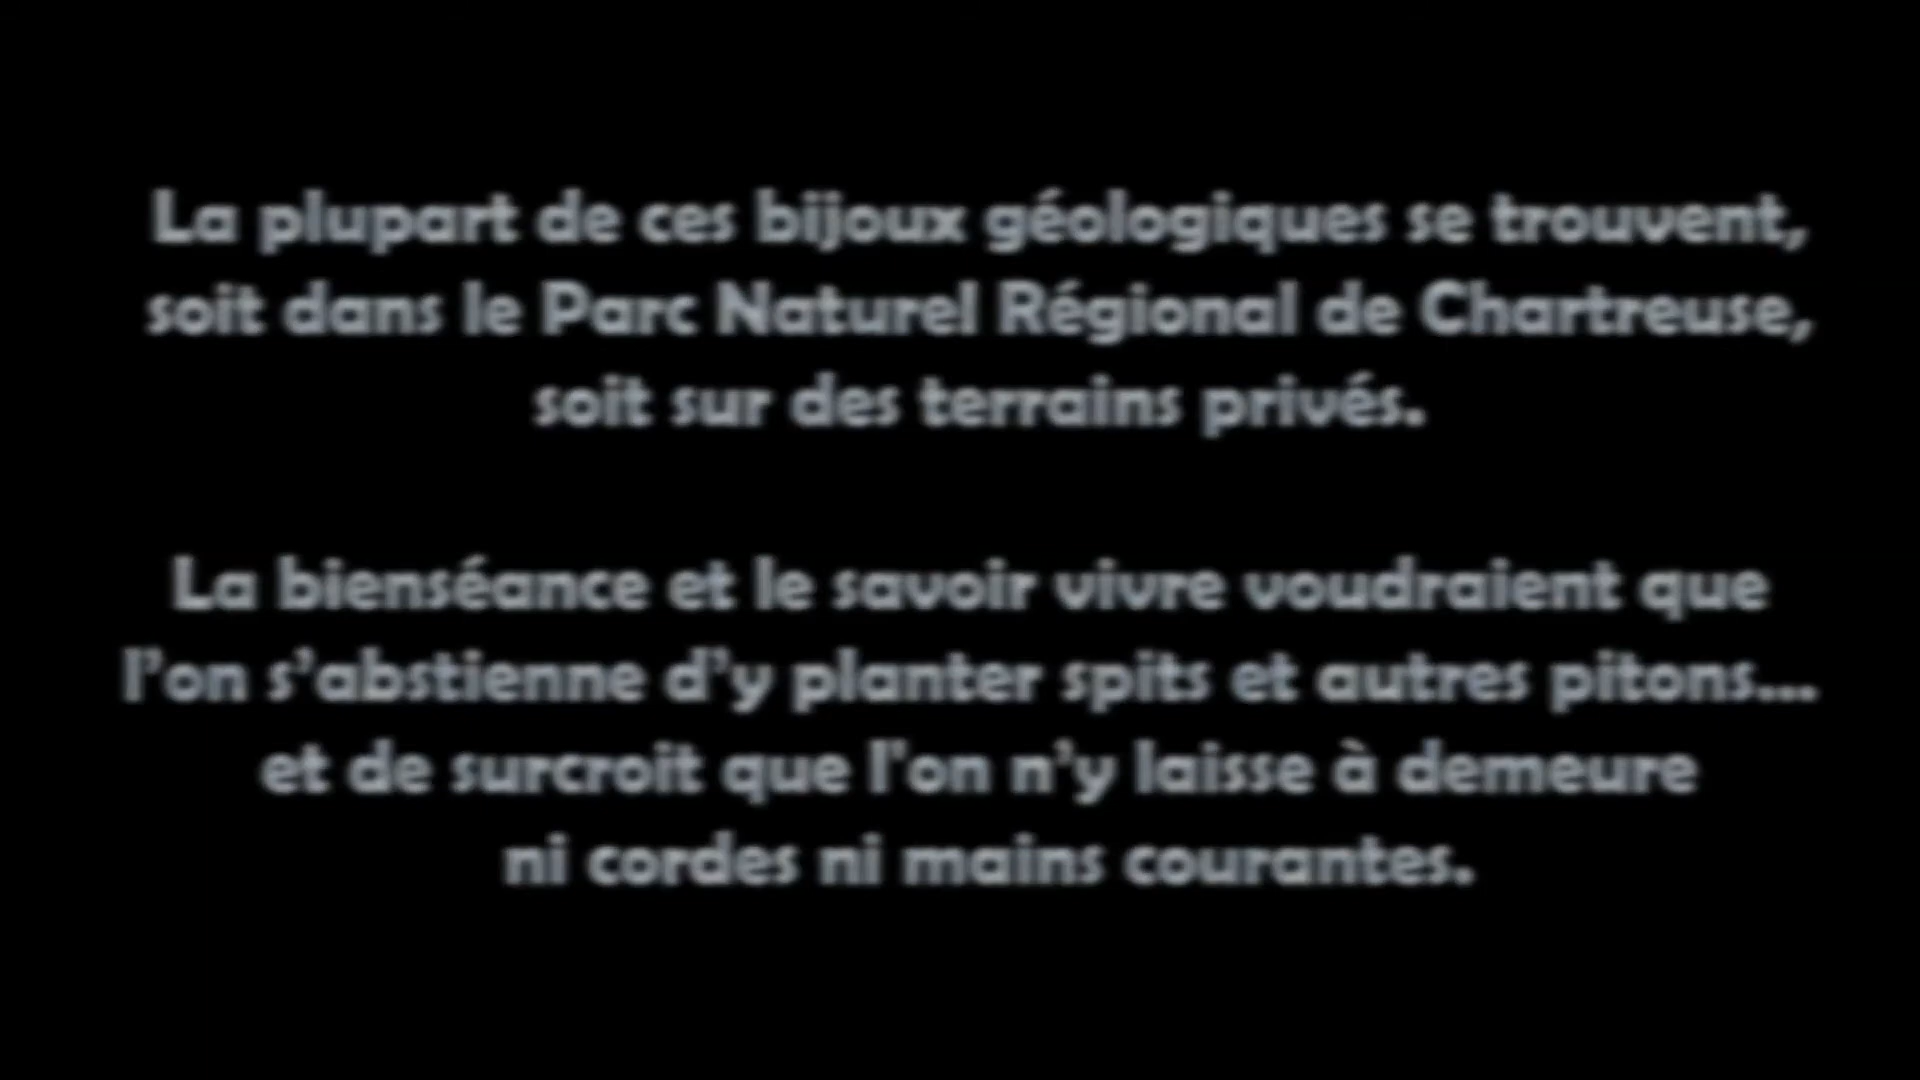 La plupart de ces bijoux géologiques se trouvent,
soit dans le Parc Naturel Régional de Chartreuse,
soit sur des terrains privés.
La bienséance et le savoir vivre voudraient que
l’on s’abstienne d’y planter spits et autres pitons...
et de surcroit que l'on n’y laisse à demeure
ni cordes ni mains courantes.